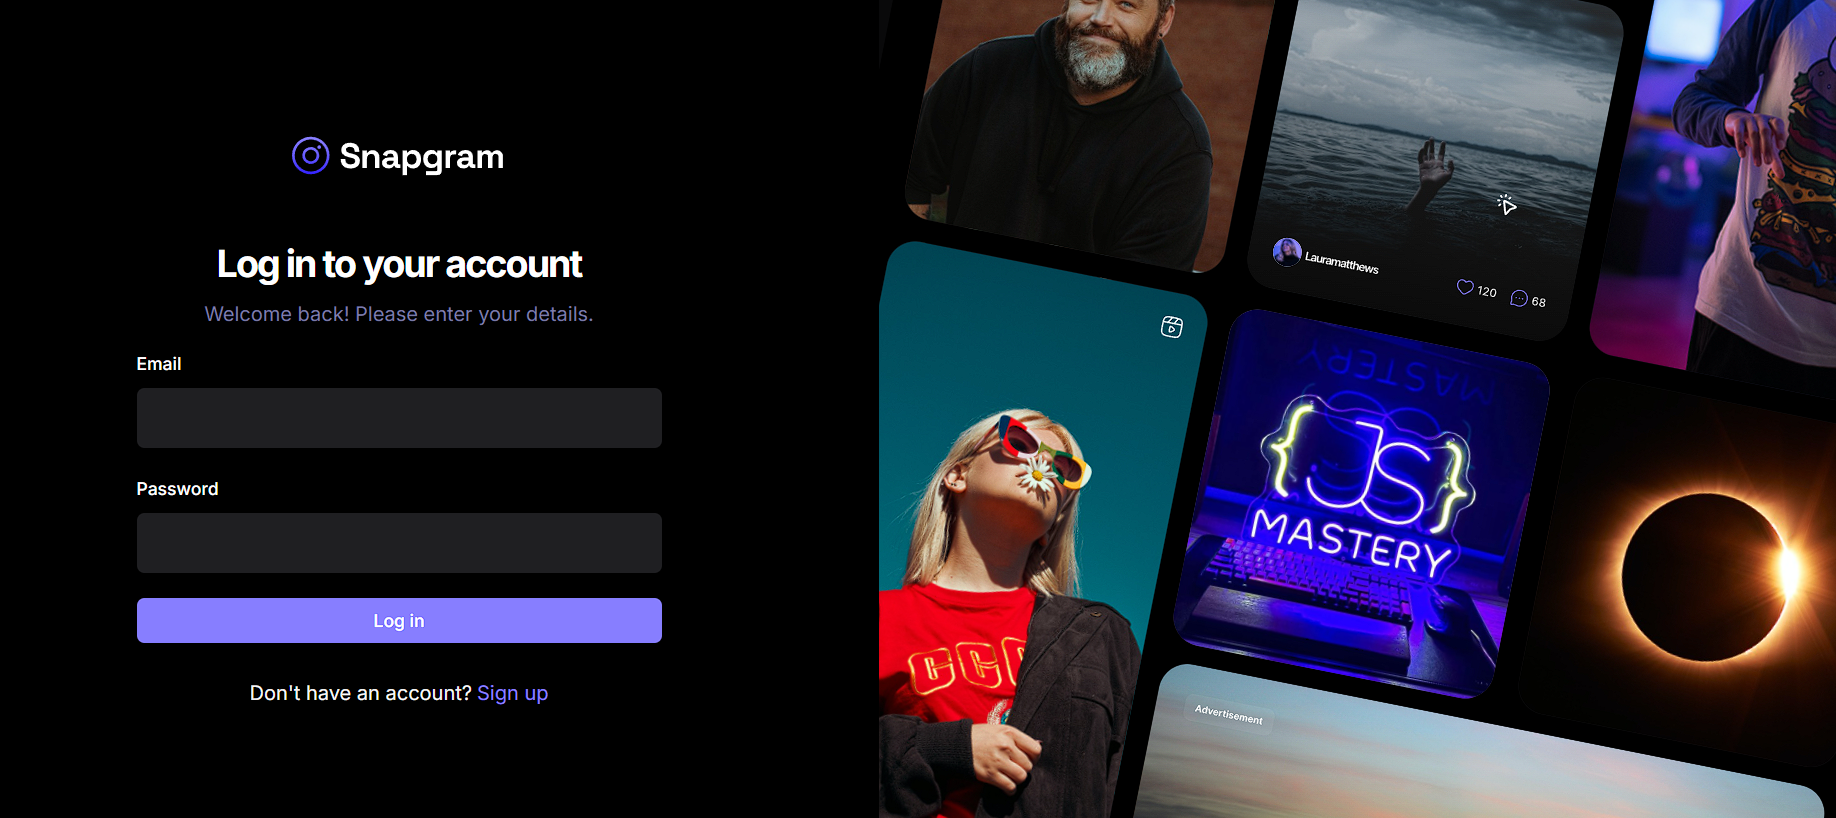 Snapgram
Log in to your account
Welcome back! Please enter your details.
Email
Password
Log in
Don't have an account? Sign up
Lauramatthews
120
68
MASTERY
{JS}
MASTERY
CCC
Advertisement